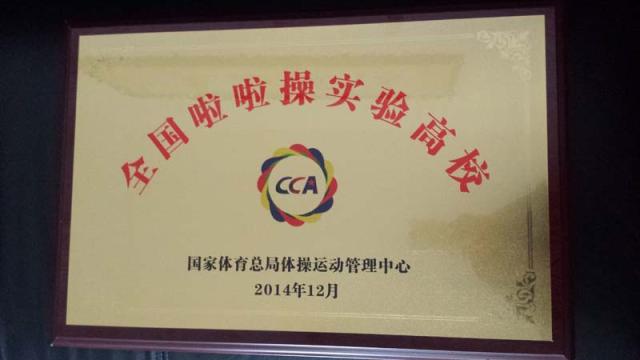 全国啦啦操实验高校
CCA
国家体育总局体操运动管理中心
2014年12月